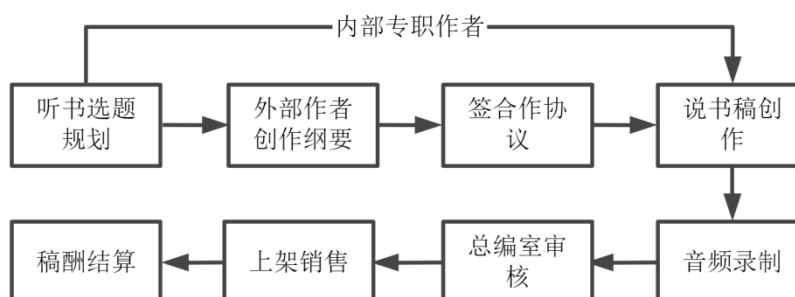 内部专职作者
听书选题
规划
外部作者
创作纲要
签合作协
议
说书稿创
作
稿酬结算
上架销售
总编室审
核
音频录制